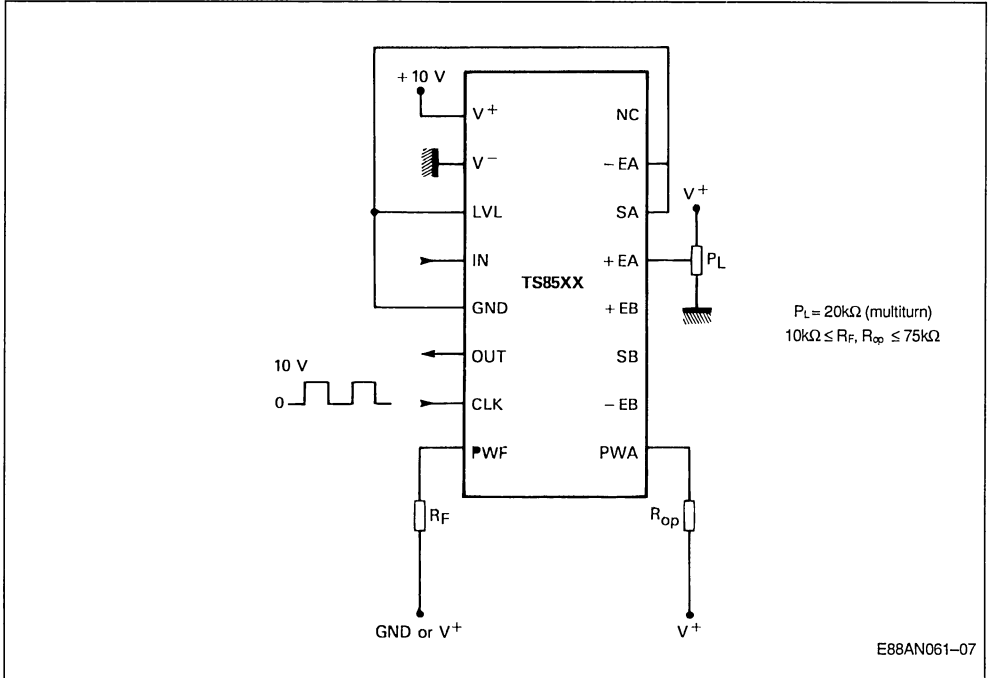 + 10 V
V+
NC
V−
− EA
V+
LVL
SA
IN
+ EA
PL
TS85XX
GND
+ EB
PL = 20kΩ (multiturn)
10kΩ ≤ RF, Rop ≤ 75kΩ
OUT
SB
10 V
0
CLK
− EB
PWF
PWA
RF
Rop
GND or V+
V+
E88AN061–07